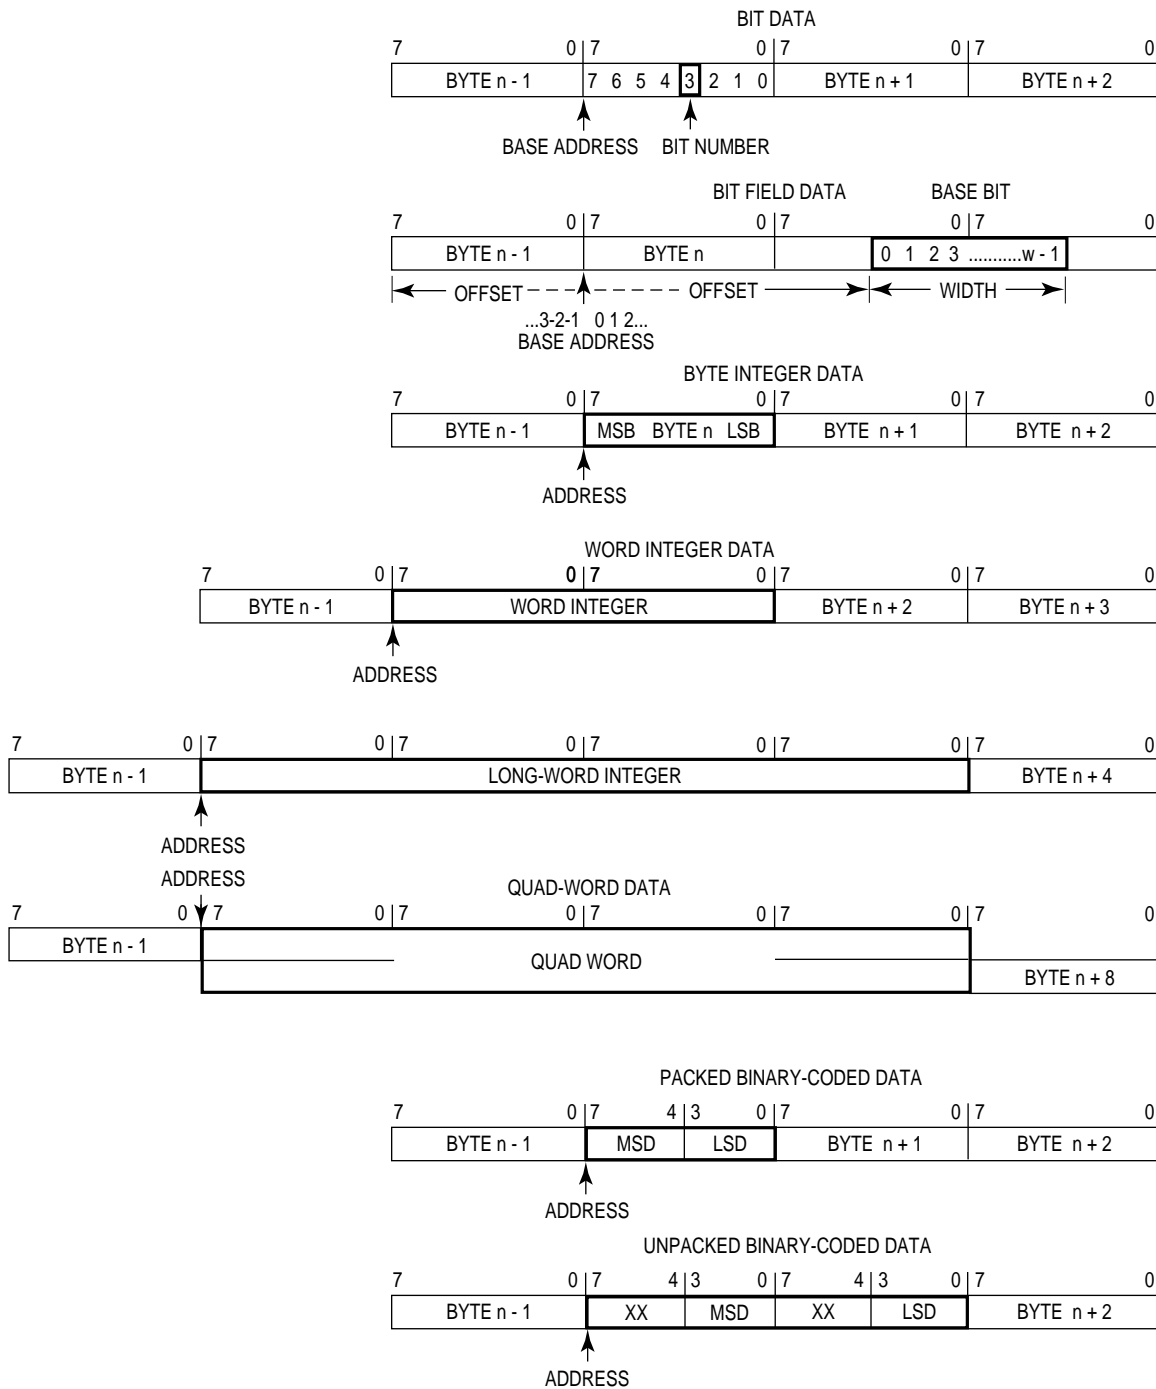 BIT DATA
7 0 7 0 7 0 7 0
BYTE n - 1 7 6 5 4 3 2 1 0 BYTE n + 1 BYTE n + 2
BASE ADDRESS BIT NUMBER
BIT FIELD DATA BASE BIT
7 0 7 0 7 0 7 0
BYTE n - 1 BYTE n 0 1 2 3 ...........w - 1
OFFSET OFFSET WIDTH
...3-2-1 0 1 2...
BASE ADDRESS
BYTE INTEGER DATA
7 0 7 0 7 0 7 0
BYTE n - 1 MSB BYTE n LSB BYTE n + 1 BYTE n + 2
ADDRESS
WORD INTEGER DATA
7 0 7 0 7 0 7 0 7 0
BYTE n - 1 WORD INTEGER BYTE n + 2 BYTE n + 3
ADDRESS
7 0 7 0 7 0 7 0 7 0 7 0
BYTE n - 1 LONG-WORD INTEGER BYTE n + 4
ADDRESS
ADDRESS
QUAD-WORD DATA
7 0 7 0 7 0 7 0 7 0 7 0
BYTE n - 1 QUAD WORD
BYTE n + 8
PACKED BINARY-CODED DATA
7 0 7 4 3 0 7 0 7 0
BYTE n - 1 MSD LSD BYTE n + 1 BYTE n + 2
ADDRESS
UNPACKED BINARY-CODED DATA
7 0 7 4 3 0 7 4 3 0 7 0
BYTE n - 1 XX MSD XX LSD BYTE n + 2
ADDRESS